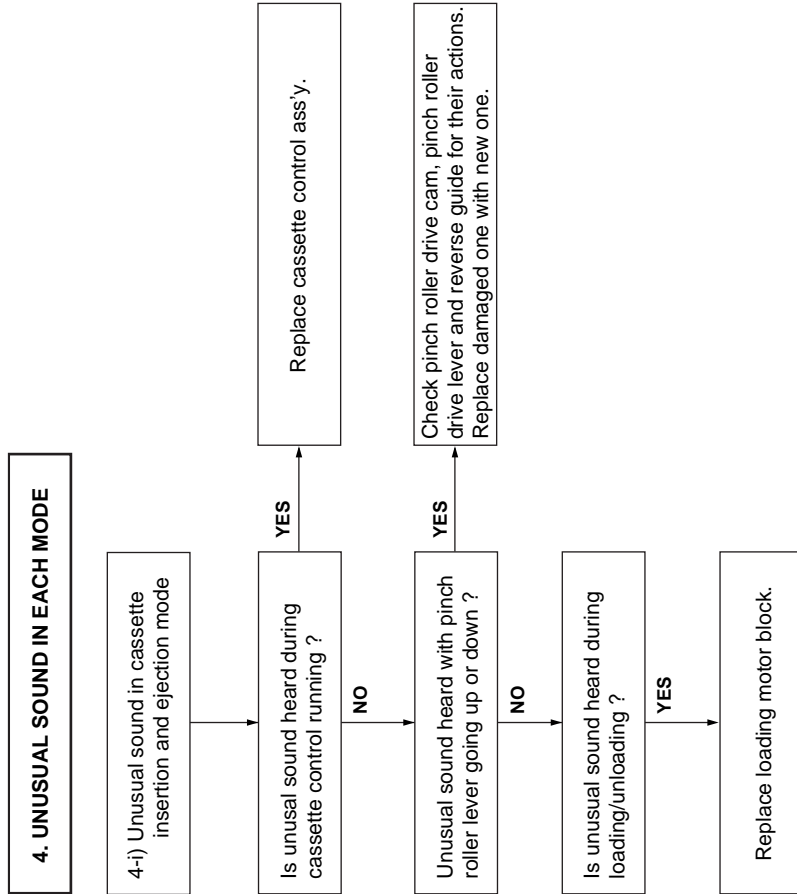 4. UNUSUAL SOUND IN EACH MODE
4-i) Unusual sound in cassette
insertion and ejection mode
Is unusual sound heard during
cassette control running ?
YES
Replace cassette control ass'y.
NO
Unusual sound heard with pinch
roller lever going up or down ?
YES
Check pinch roller drive cam, pinch roller
drive lever and reverse guide for their actions.
Replace damaged one with new one.
NO
Is unusual sound heard during
loading/unloading ?
YES
Replace loading motor block.